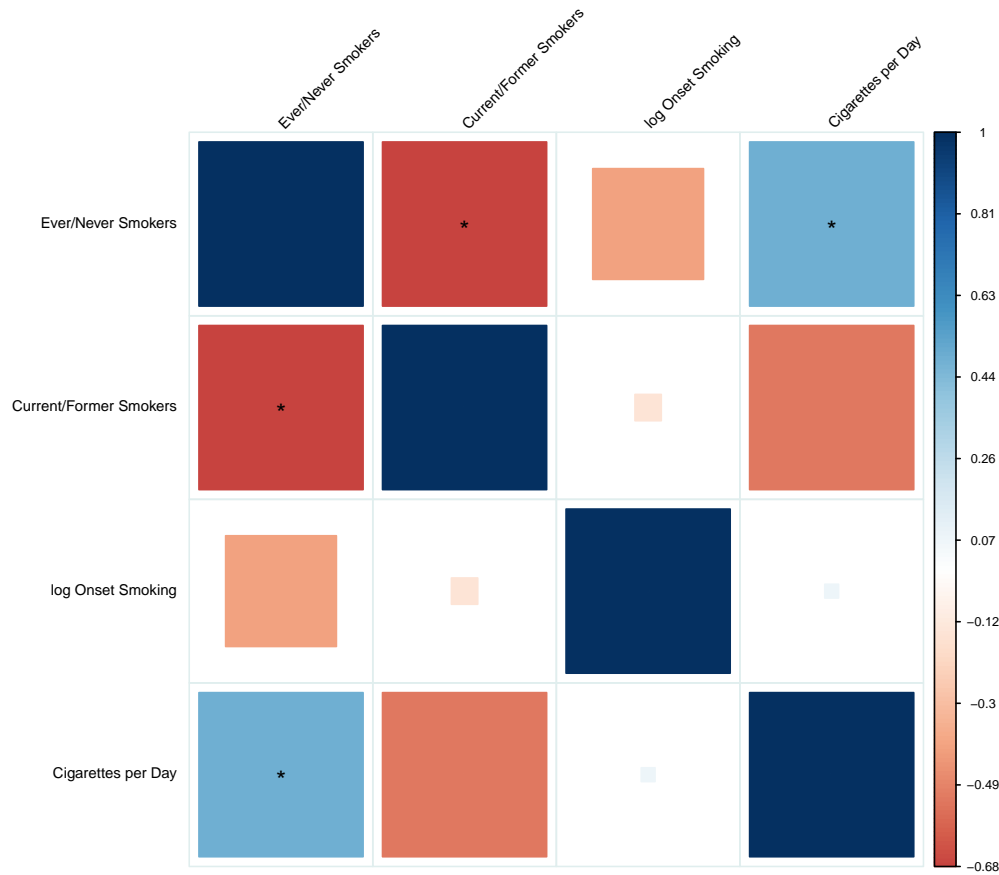 Ever/Never Smokers
Current/Former Smokers
log Onset Smoking
Cigarettes per Day
1
Ever/Never Smokers
*
*
0.81
0.63
0.44
Current/Former Smokers
*
0.26
0.07
log Onset Smoking
−0.12
−0.3
Cigarettes per Day
*
−0.49
−0.68